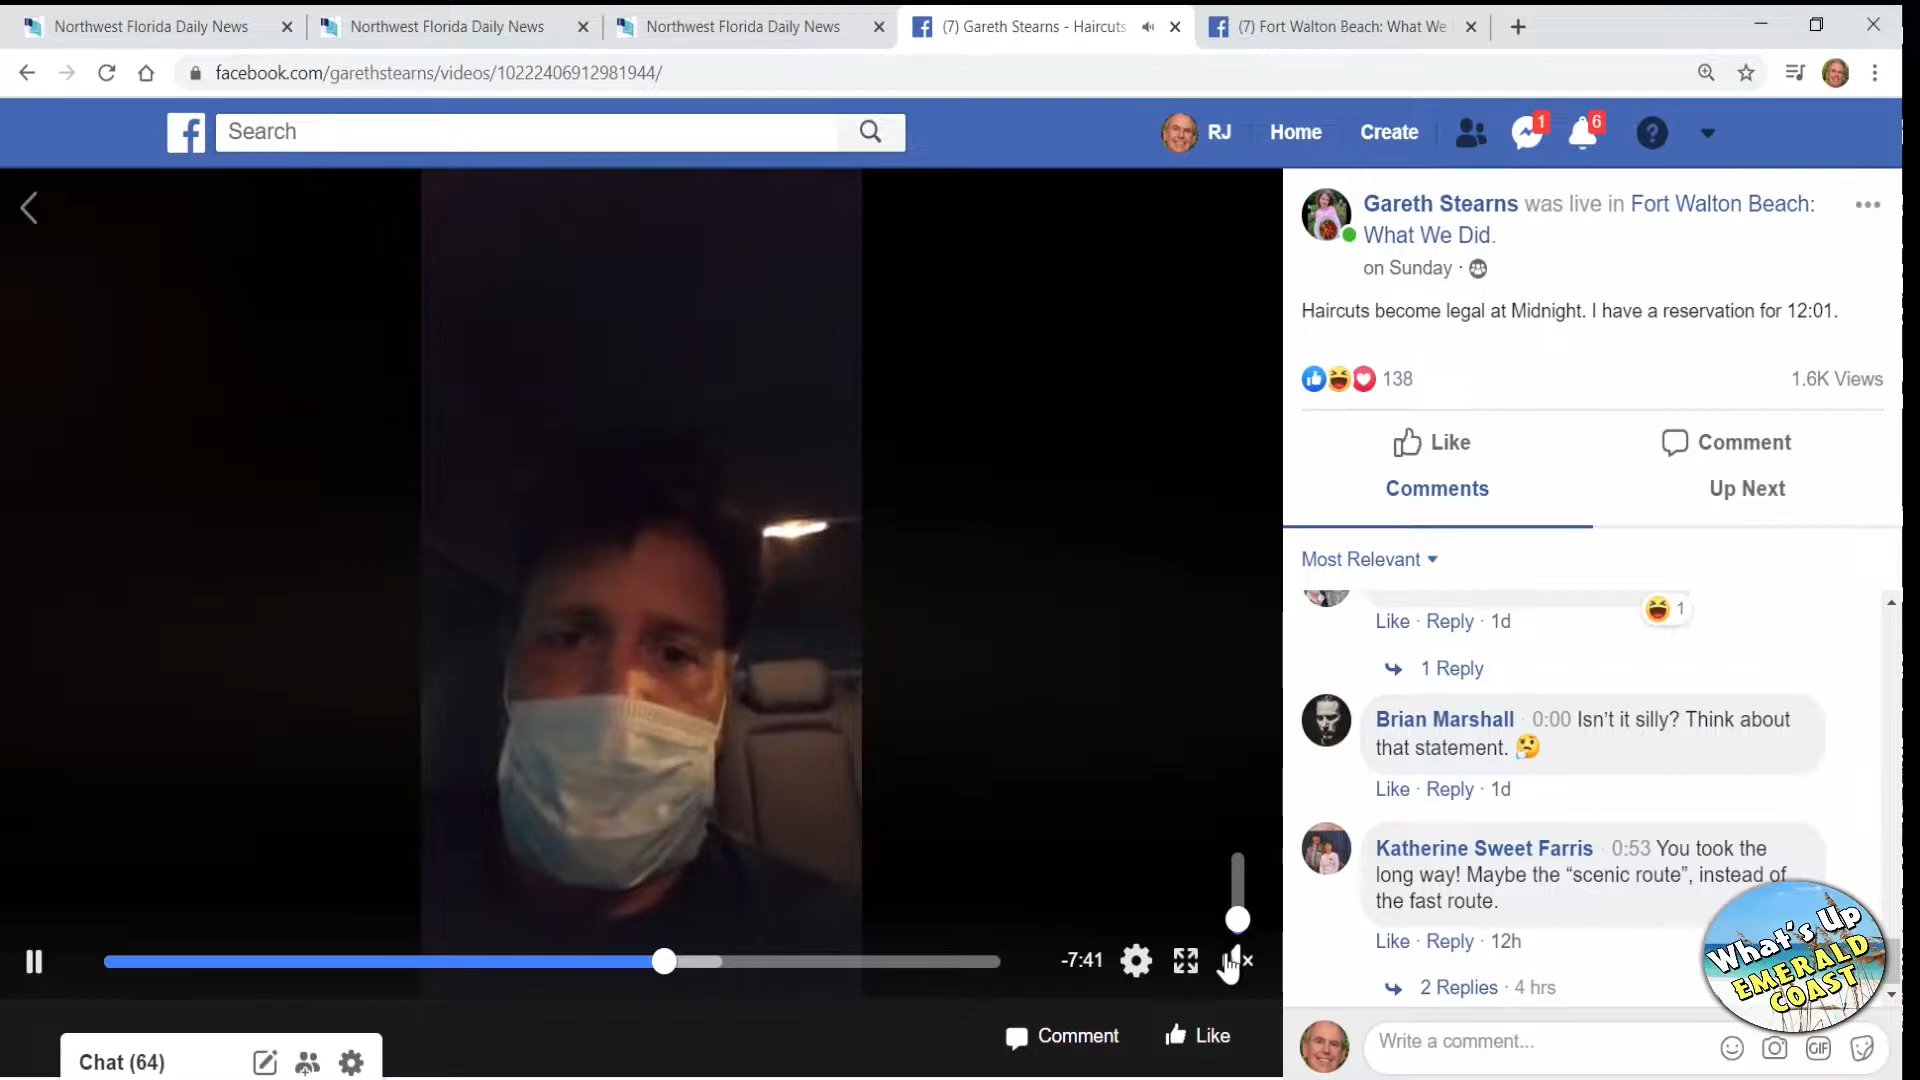 Northwest Florida Daily News
Northwest Florida Daily News
Northwest Florida Daily News
(7) Gareth Stearns - Haircuts
(7) Fort Walton Beach: What We
facebook.com/garethstearns/videos/10222406912981944/
Search
RJ
Home
Create
1
6
Gareth Stearns was live in Fort Walton Beach:
What We Did.
on Sunday ·
Haircuts become legal at Midnight. I have a reservation for 12:01.
138
1.6K Views
Like
Comment
Comments
Up Next
Most Relevant
1
Like · Reply · 1d
1 Reply
Brian Marshall · 0:00 Isn't it silly? Think about
that statement. 🤔
Like · Reply · 1d
Katherine Sweet Farris · 0:53 You took the
long way! Maybe the “scenic route”, instead of
the fast route.
Like · Reply · 12h
2 Replies · 4 hrs
Write a comment...
GIF
-7:41
Comment
Like
Chat (64)
What's Up
EMERALD
COAST